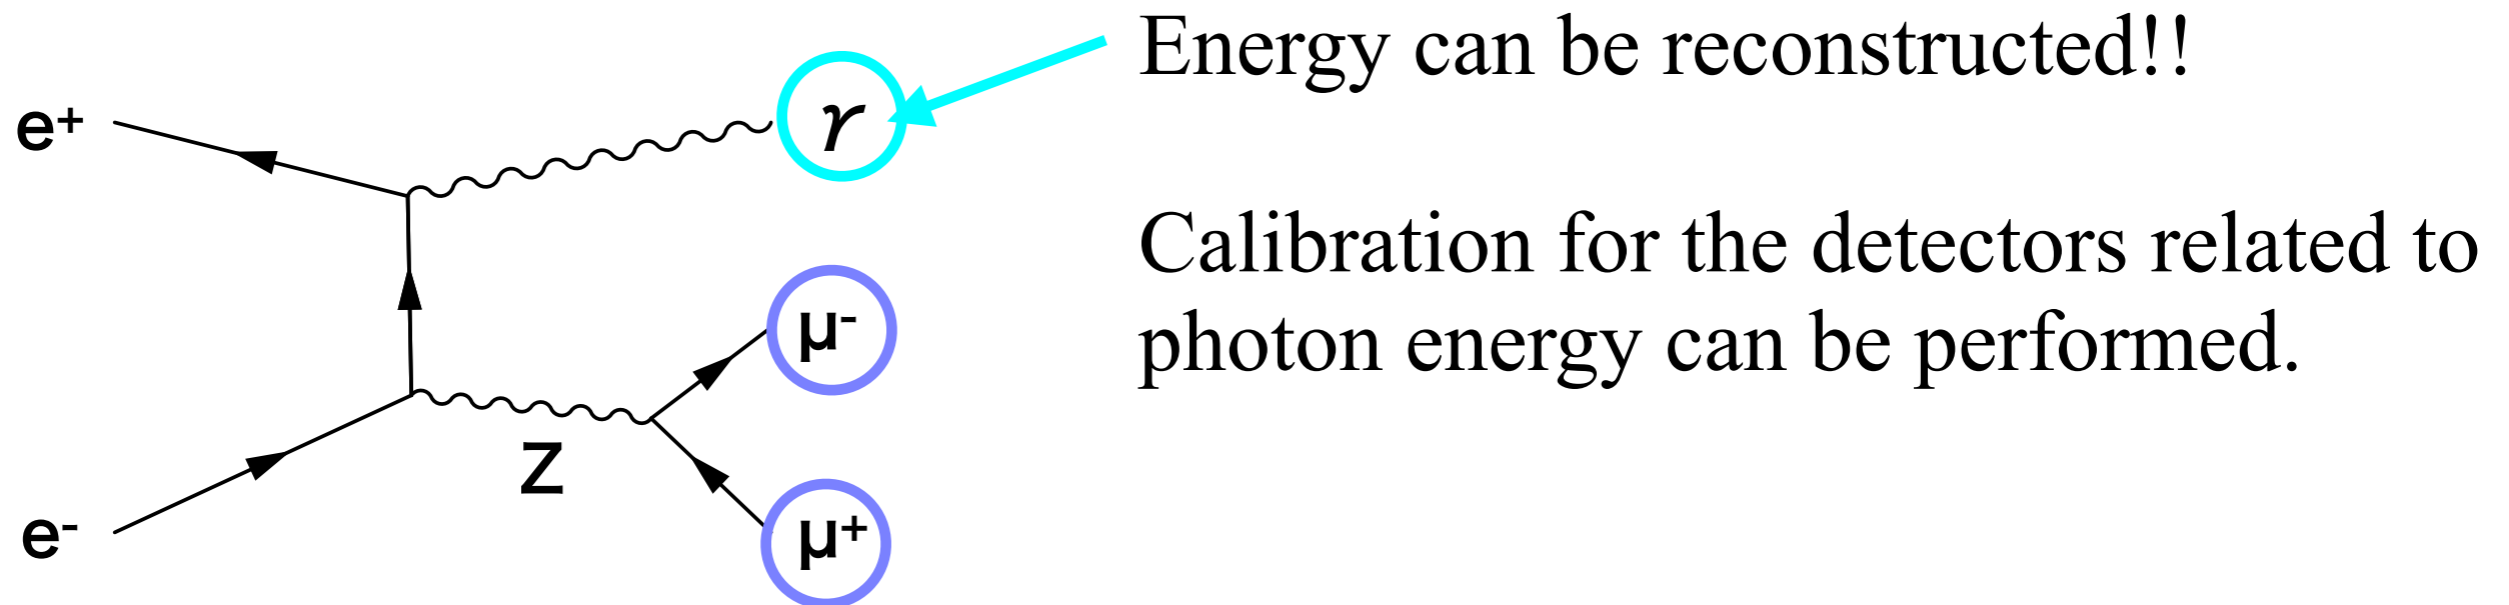 Energy can be reconstructed!!
e+
r
Calibration for the detectors related to
photon energy can be performed.
μ-
Z
e-
μ+